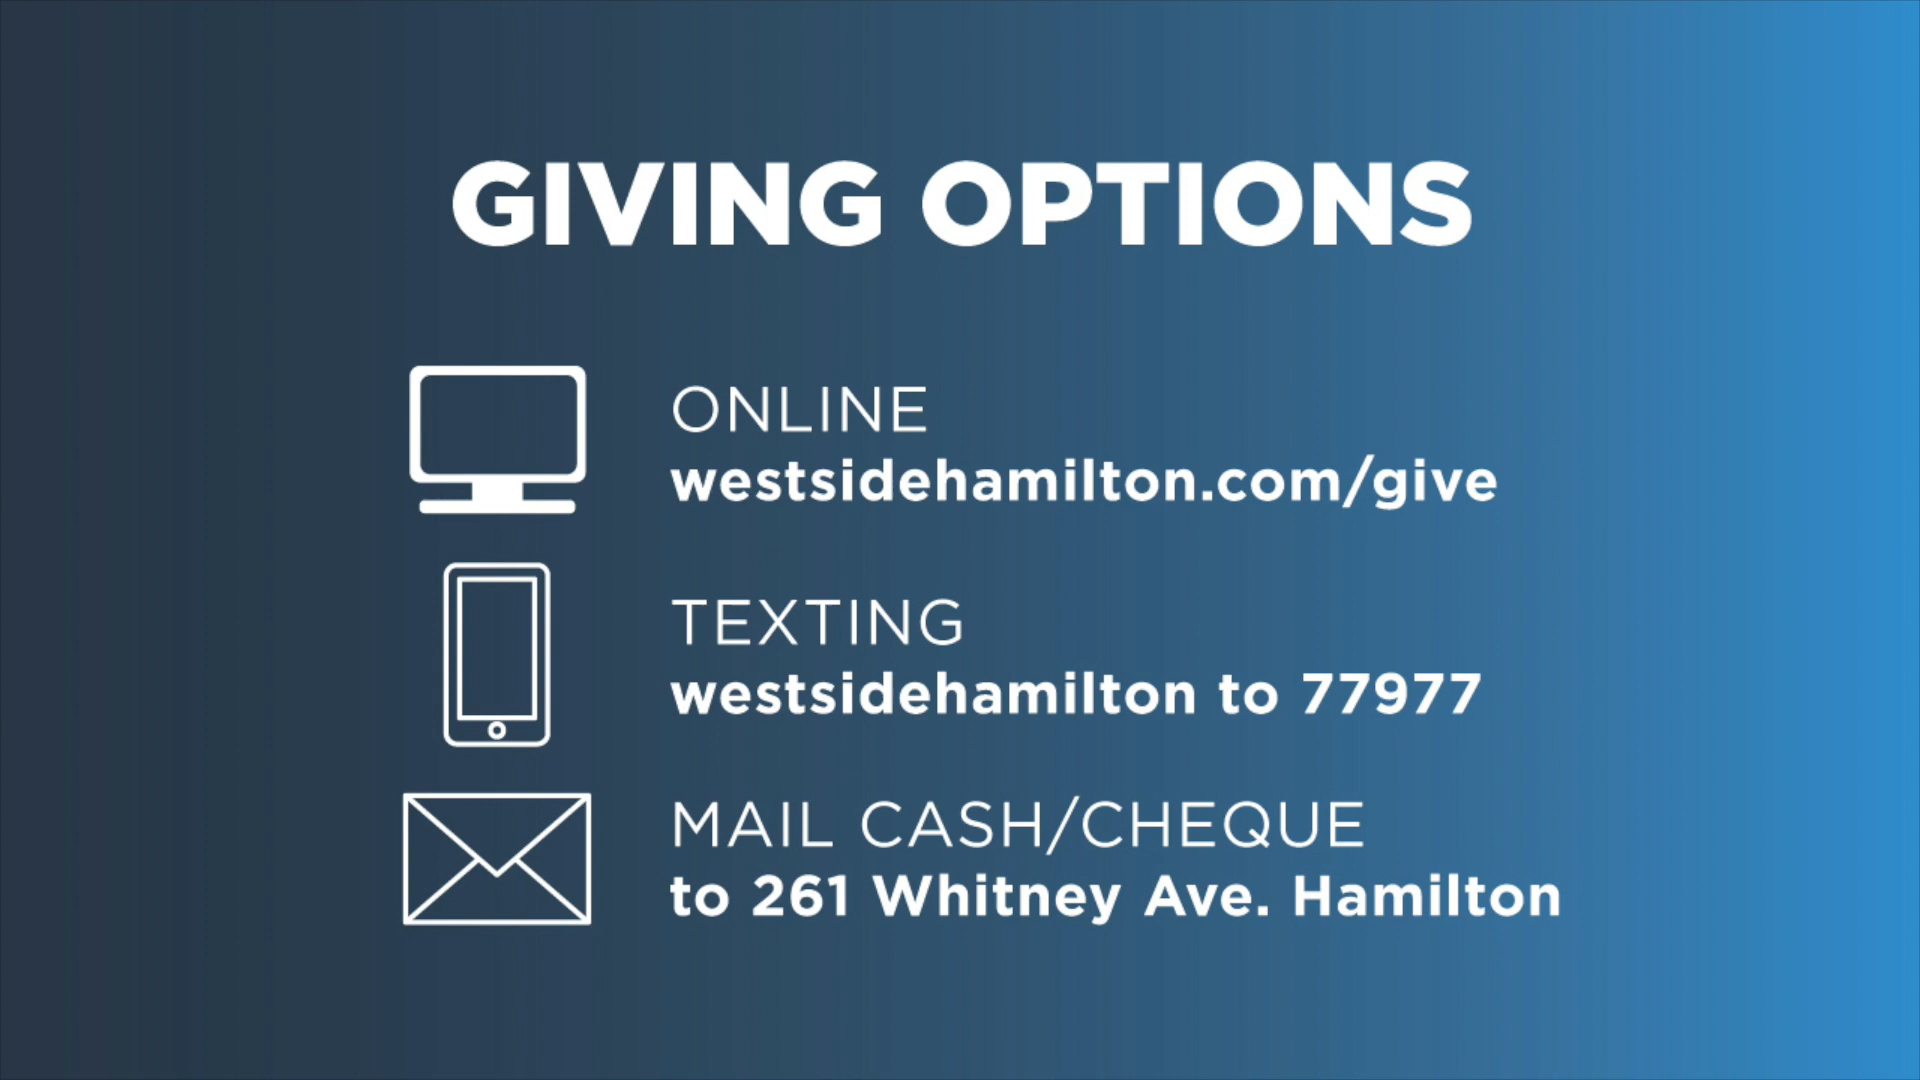 GIVING OPTIONS
ONLINE
westsidehamilton.com/give
TEXTING
westsidehamilton to 77977
MAIL CASH/CHEQUE
to 261 Whitney Ave. Hamilton